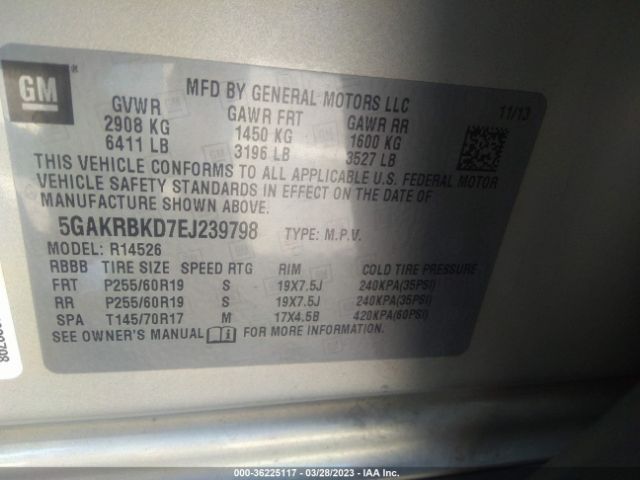 GM ®
MFD BY GENERAL MOTORS LLC
11/13
GVWR GAWR FRT GAWR RR
2908 KG 1450 KG 1600 KG
6411 LB 3196 LB 3527 LB
THIS VEHICLE CONFORMS TO ALL APPLICABLE U.S. FEDERAL MOTOR
VEHICLE SAFETY STANDARDS IN EFFECT ON THE DATE OF
MANUFACTURE SHOWN ABOVE.
5GAKRBKD7EJ239798 TYPE: M.P.V.
MODEL: R14526
RBBB TIRE SIZE SPEED RTG RIM COLD TIRE PRESSURE
FRT P255/60R19 S 19X7.5J 240KPA(35PSI)
RR P255/60R19 S 19X7.5J 240KPA(35PSI)
SPA T145/70R17 M 17X4.5B 420KPA(60PSI)
SEE OWNER'S MANUAL FOR MORE INFORMATION
000-36225117 - 03/28/2023 - IAA Inc.